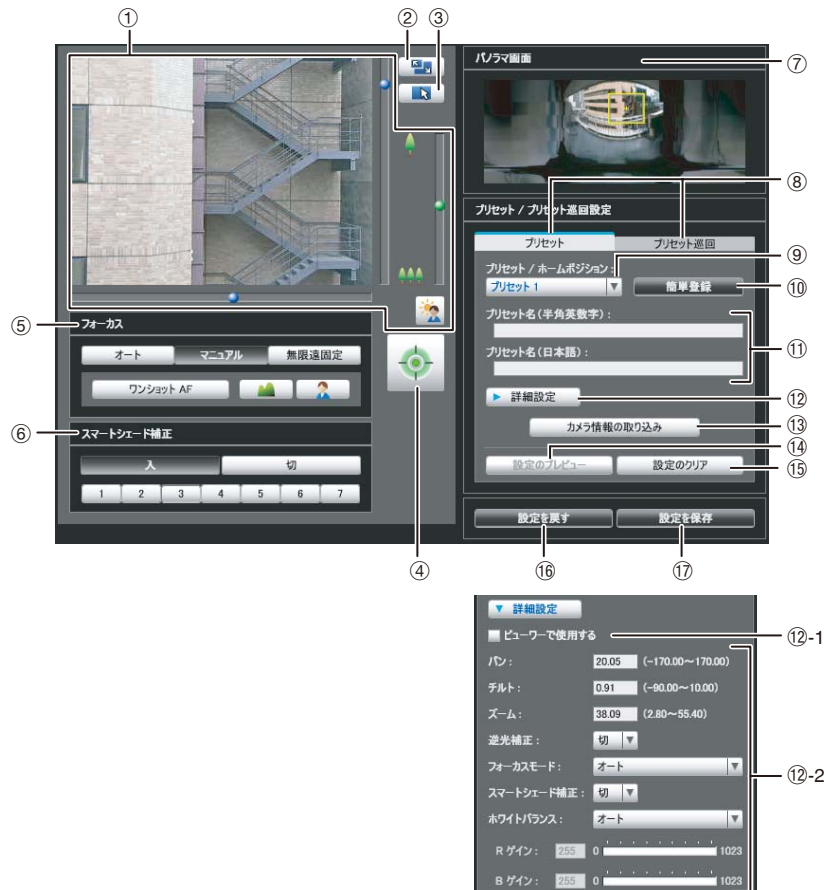 ①
②
③
パノラマ画面
⑦
プリセット / プリセット巡回設定
⑧
プリセット
プリセット巡回
プリセット / ホームポジション :
⑨
プリセット 1
簡単登録
⑩
プリセット名(半角英数字) :
⑪
プリセット名(日本語) :
詳細設定
⑫
カメラ情報の取り込み
⑬
⑭
設定のプレビュー
設定のクリア
⑮
設定を戻す
設定を保存
⑯
⑰
⑤
フォーカス
オート
マニュアル
無限遠固定
ワンショット AF
⑥
スマートシェード補正
入
切
1 2 3 4 5 6 7
④
詳細設定
ビューワーで使用する
⑫-1
パン :
20.05
(-170.00~170.00)
チルト :
0.91
(-90.00~10.00)
ズーム :
38.09
(2.80~55.40)
逆光補正 :
切
フォーカスモード :
オート
⑫-2
スマートシェード補正 :
切
ホワイトバランス :
オート
R ゲイン :
255
0
1023
B ゲイン :
255
0
1023